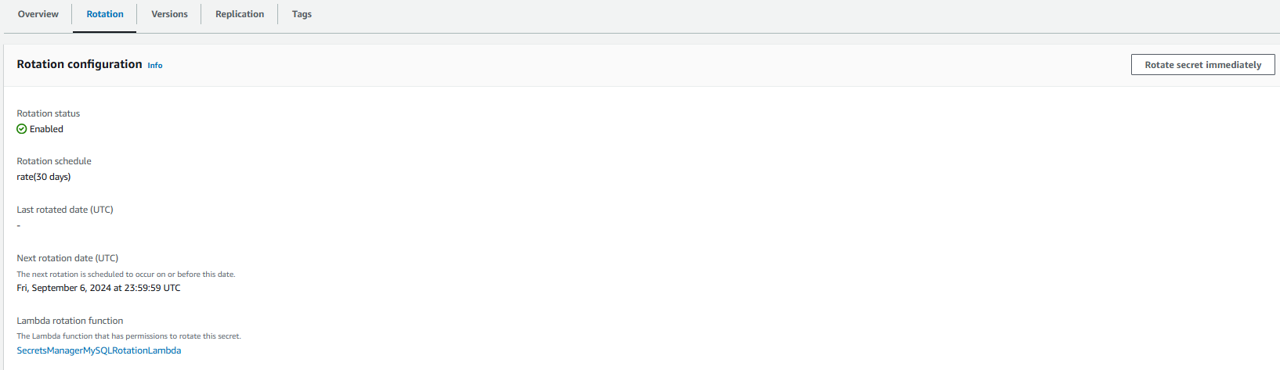 Overview
Rotation
Versions
Replication
Tags
Rotation configuration Info
Rotate secret immediately
Rotation status
Enabled
Rotation schedule
rate(30 days)
Last rotated date (UTC)
-
Next rotation date (UTC)
The next rotation is scheduled to occur on or before this date.
Fri, September 6, 2024 at 23:59:59 UTC
Lambda rotation function
The Lambda function that has permissions to rotate this secret.
SecretsManagerMySQLRotationLambda